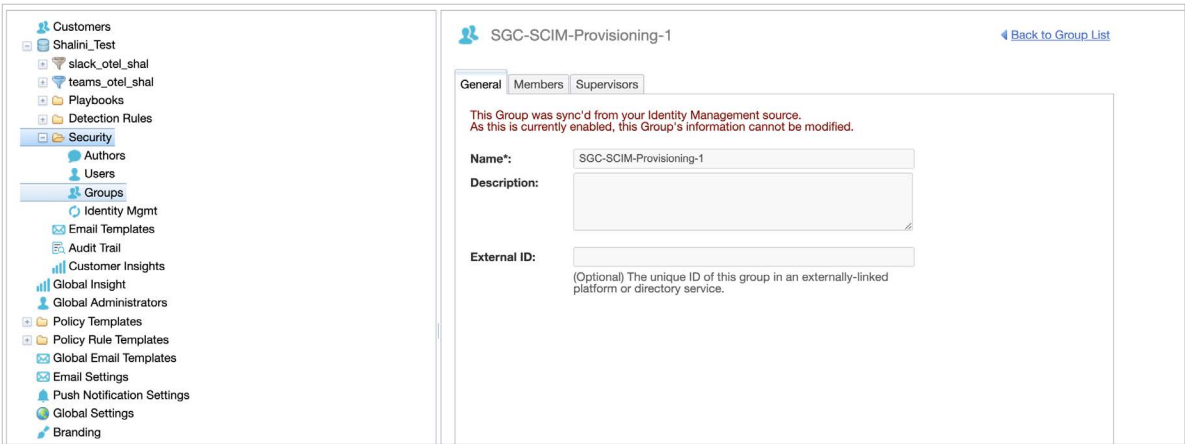 Customers
Shalini_Test
slack_otel_shal
teams_otel_shal
Playbooks
Detection Rules
Security
Authors
Users
Groups
Identity Mgmt
Email Templates
Audit Trail
Customer Insights
Global Insight
Global Administrators
Policy Templates
Policy Rule Templates
Global Email Templates
Email Settings
Push Notification Settings
Global Settings
Branding
SGC-SCIM-Provisioning-1
Back to Group List
General Members Supervisors
This Group was sync'd from your Identity Management source.
As this is currently enabled, this Group's information cannot be modified.
Name*: SGC-SCIM-Provisioning-1
Description:
External ID:
(Optional) The unique ID of this group in an externally-linked
platform or directory service.